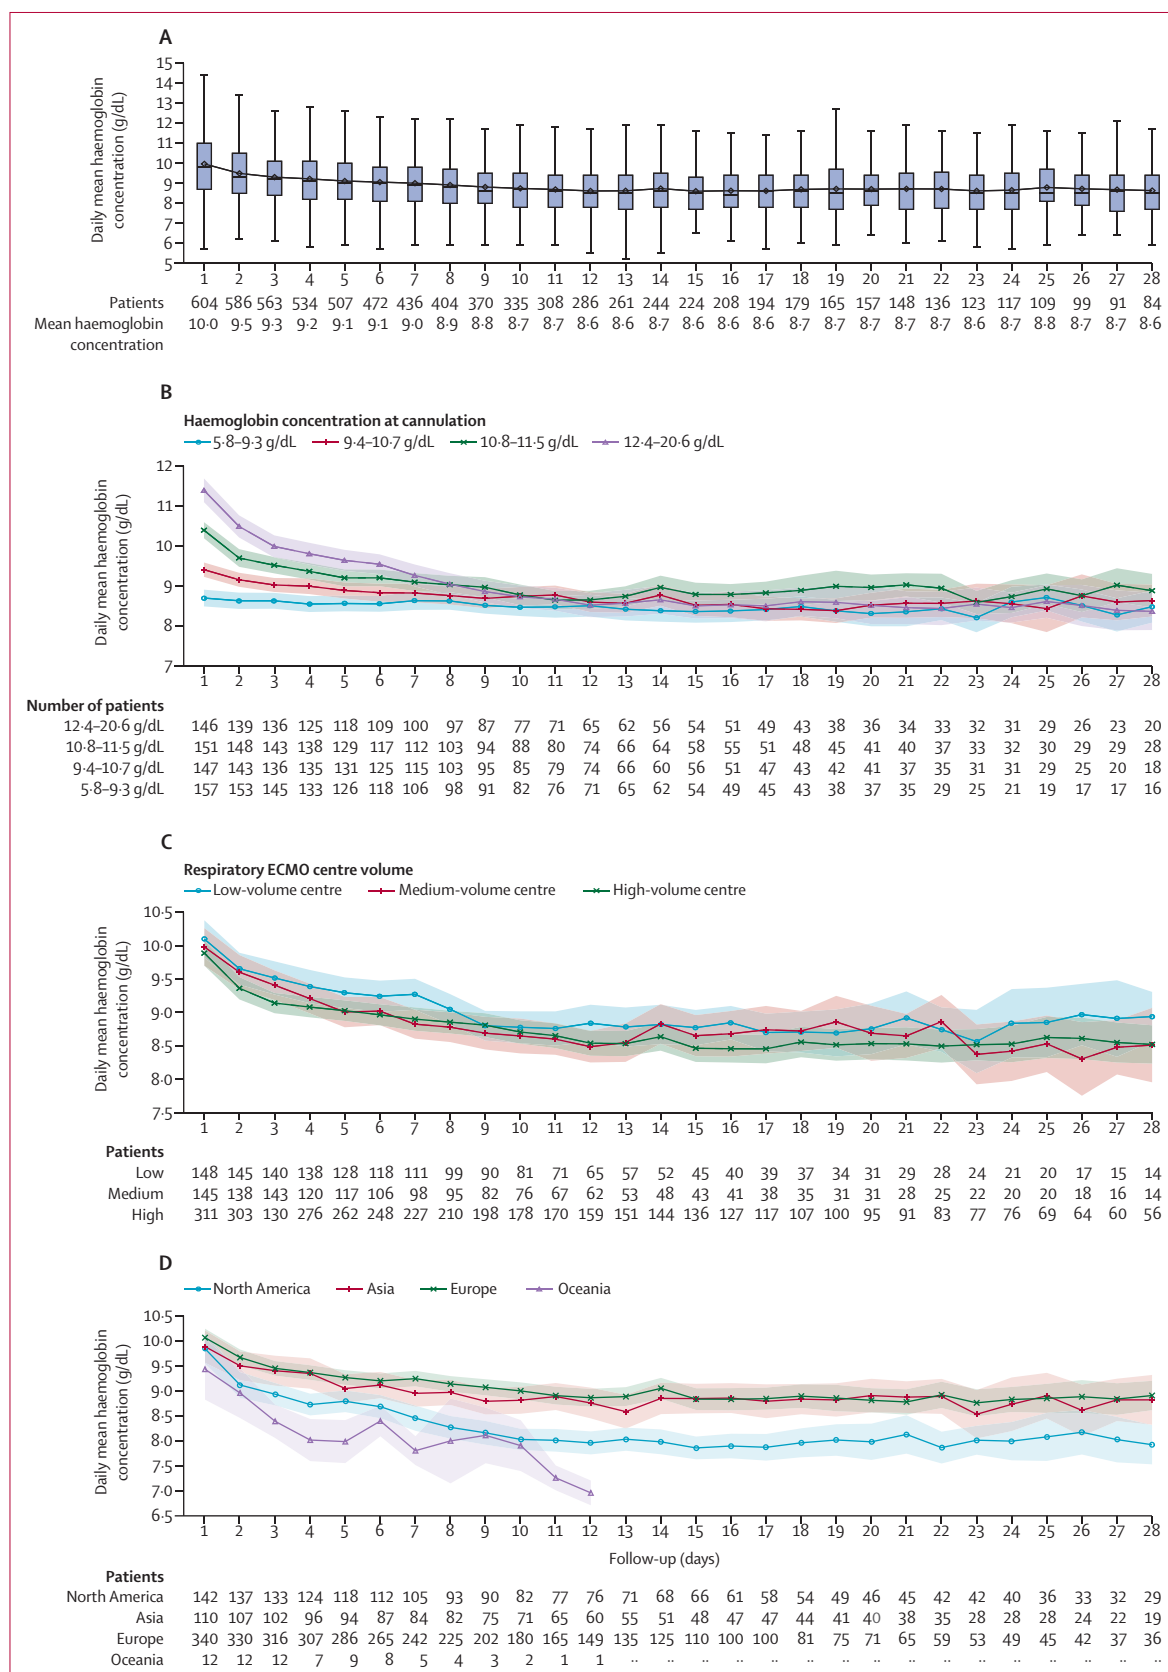 A
Daily mean haemoglobin
concentration (g/dL)
15
14
13
12
11
10
9
8
7
6
5
1 2 3 4 5 6 7 8 9 10 11 12 13 14 15 16 17 18 19 20 21 22 23 24 25 26 27 28
Patients 604 586 563 534 507 472 436 404 370 335 308 286 261 244 224 208 194 179 165 157 148 136 123 117 109 99 91 84
Mean haemoglobin 10·0 9·5 9·3 9·2 9·1 9·1 9·0 8·9 8·8 8·7 8·7 8·6 8·6 8·7 8·6 8·6 8·6 8·7 8·7 8·7 8·7 8·7 8·6 8·7 8·8 8·7 8·7 8·6
concentration
B
Haemoglobin concentration at cannulation
5·8–9·3 g/dL 9·4–10·7 g/dL 10·8–11·5 g/dL 12·4–20·6 g/dL
Daily mean haemoglobin
concentration (g/dL)
12
11
10
9
8
7
1 2 3 4 5 6 7 8 9 10 11 12 13 14 15 16 17 18 19 20 21 22 23 24 25 26 27 28
Number of patients
12·4–20·6 g/dL 146 139 136 125 118 109 100 97 87 77 71 65 62 56 54 51 49 43 38 36 34 33 32 31 29 26 23 20
10·8–11·5 g/dL 151 148 143 138 129 117 112 103 94 88 80 74 66 64 58 55 51 48 45 41 40 37 33 32 30 29 29 28
9·4–10·7 g/dL 147 143 136 135 131 125 115 103 95 85 79 74 66 60 56 51 47 43 42 41 37 35 31 31 29 25 20 18
5·8–9·3 g/dL 157 153 145 133 126 118 106 98 91 82 76 71 65 62 54 49 45 43 38 37 35 29 25 21 19 17 17 16
C
Respiratory ECMO centre volume
Low-volume centre Medium-volume centre High-volume centre
Daily mean haemoglobin
concentration (g/dL)
10·5
10·0
9·5
9·0
8·5
8·0
7·5
1 2 3 4 5 6 7 8 9 10 11 12 13 14 15 16 17 18 19 20 21 22 23 24 25 26 27 28
Patients
Low 148 145 140 138 128 118 111 99 90 81 71 65 57 52 45 40 39 37 34 31 29 28 24 21 20 17 15 14
Medium 145 138 143 120 117 106 98 95 82 76 67 62 53 48 43 41 38 35 31 31 28 25 22 20 20 18 16 14
High 311 303 130 276 262 248 227 210 198 178 170 159 151 144 136 127 117 107 100 95 91 83 77 76 69 64 60 56
D
North America Asia Europe Oceania
Daily mean haemoglobin
concentration (g/dL)
10·5
10·0
9·5
9·0
8·5
8·0
7·5
7·0
6·5
1 2 3 4 5 6 7 8 9 10 11 12 13 14 15 16 17 18 19 20 21 22 23 24 25 26 27 28
Follow-up (days)
Patients
North America 142 137 133 124 118 112 105 93 90 82 77 76 71 68 66 61 58 54 49 46 45 42 42 40 36 33 32 29
Asia 110 107 102 96 94 87 84 82 75 71 65 60 55 51 48 47 47 44 41 40 38 35 28 28 28 24 22 19
Europe 340 330 316 307 286 265 242 225 202 180 165 149 135 125 110 100 100 81 75 71 65 59 53 49 45 42 37 36
Oceania 12 12 12 7 9 8 5 4 3 2 1 1 ·· ·· ·· ·· ·· ·· ·· ·· ·· ·· ·· ·· ·· ·· ·· ··